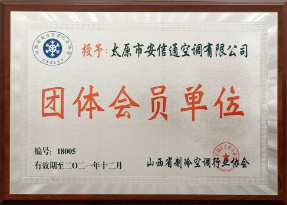 授予：太原市安信通空调有限公司
团体会员单位
编号：18005
有效期至二〇二一年十二月
山西省制冷空调行业协会